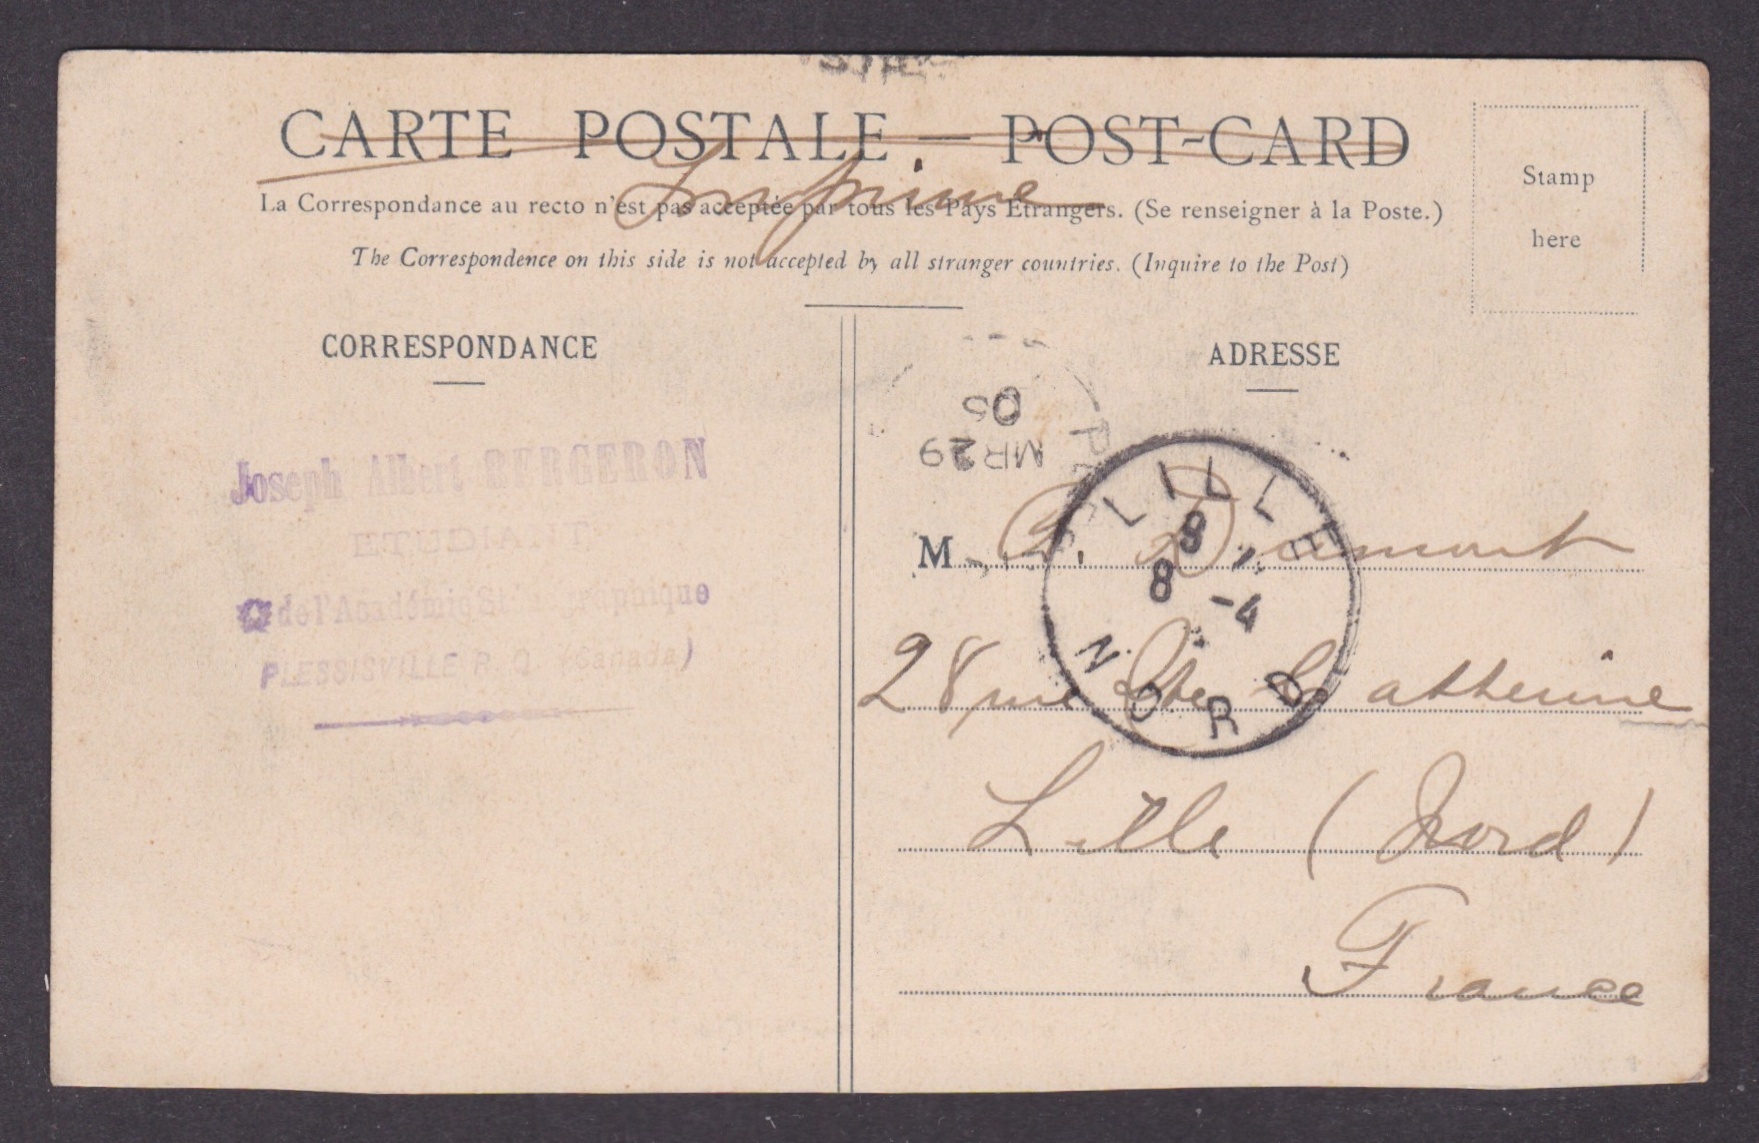 CARTE POSTALE — POST-CARD
Imprimé
La Correspondance au recto n'est pas acceptée par tous les Pays Etrangers. (Se renseigner à la Poste.)
The Correspondence on this side is not accepted by all stranger countries. (Inquire to the Post)
Stamp
here
CORRESPONDANCE
Joseph Albert BERGERON
ETUDIANT
de l'Académie Sténographique
PLESSISVILLE P. Q. (Canada)
ADRESSE
MR 29
05
LILLE
8
-4
NORD
M Dumont
28 rue Ste Catherine
Lille (Nord)
France